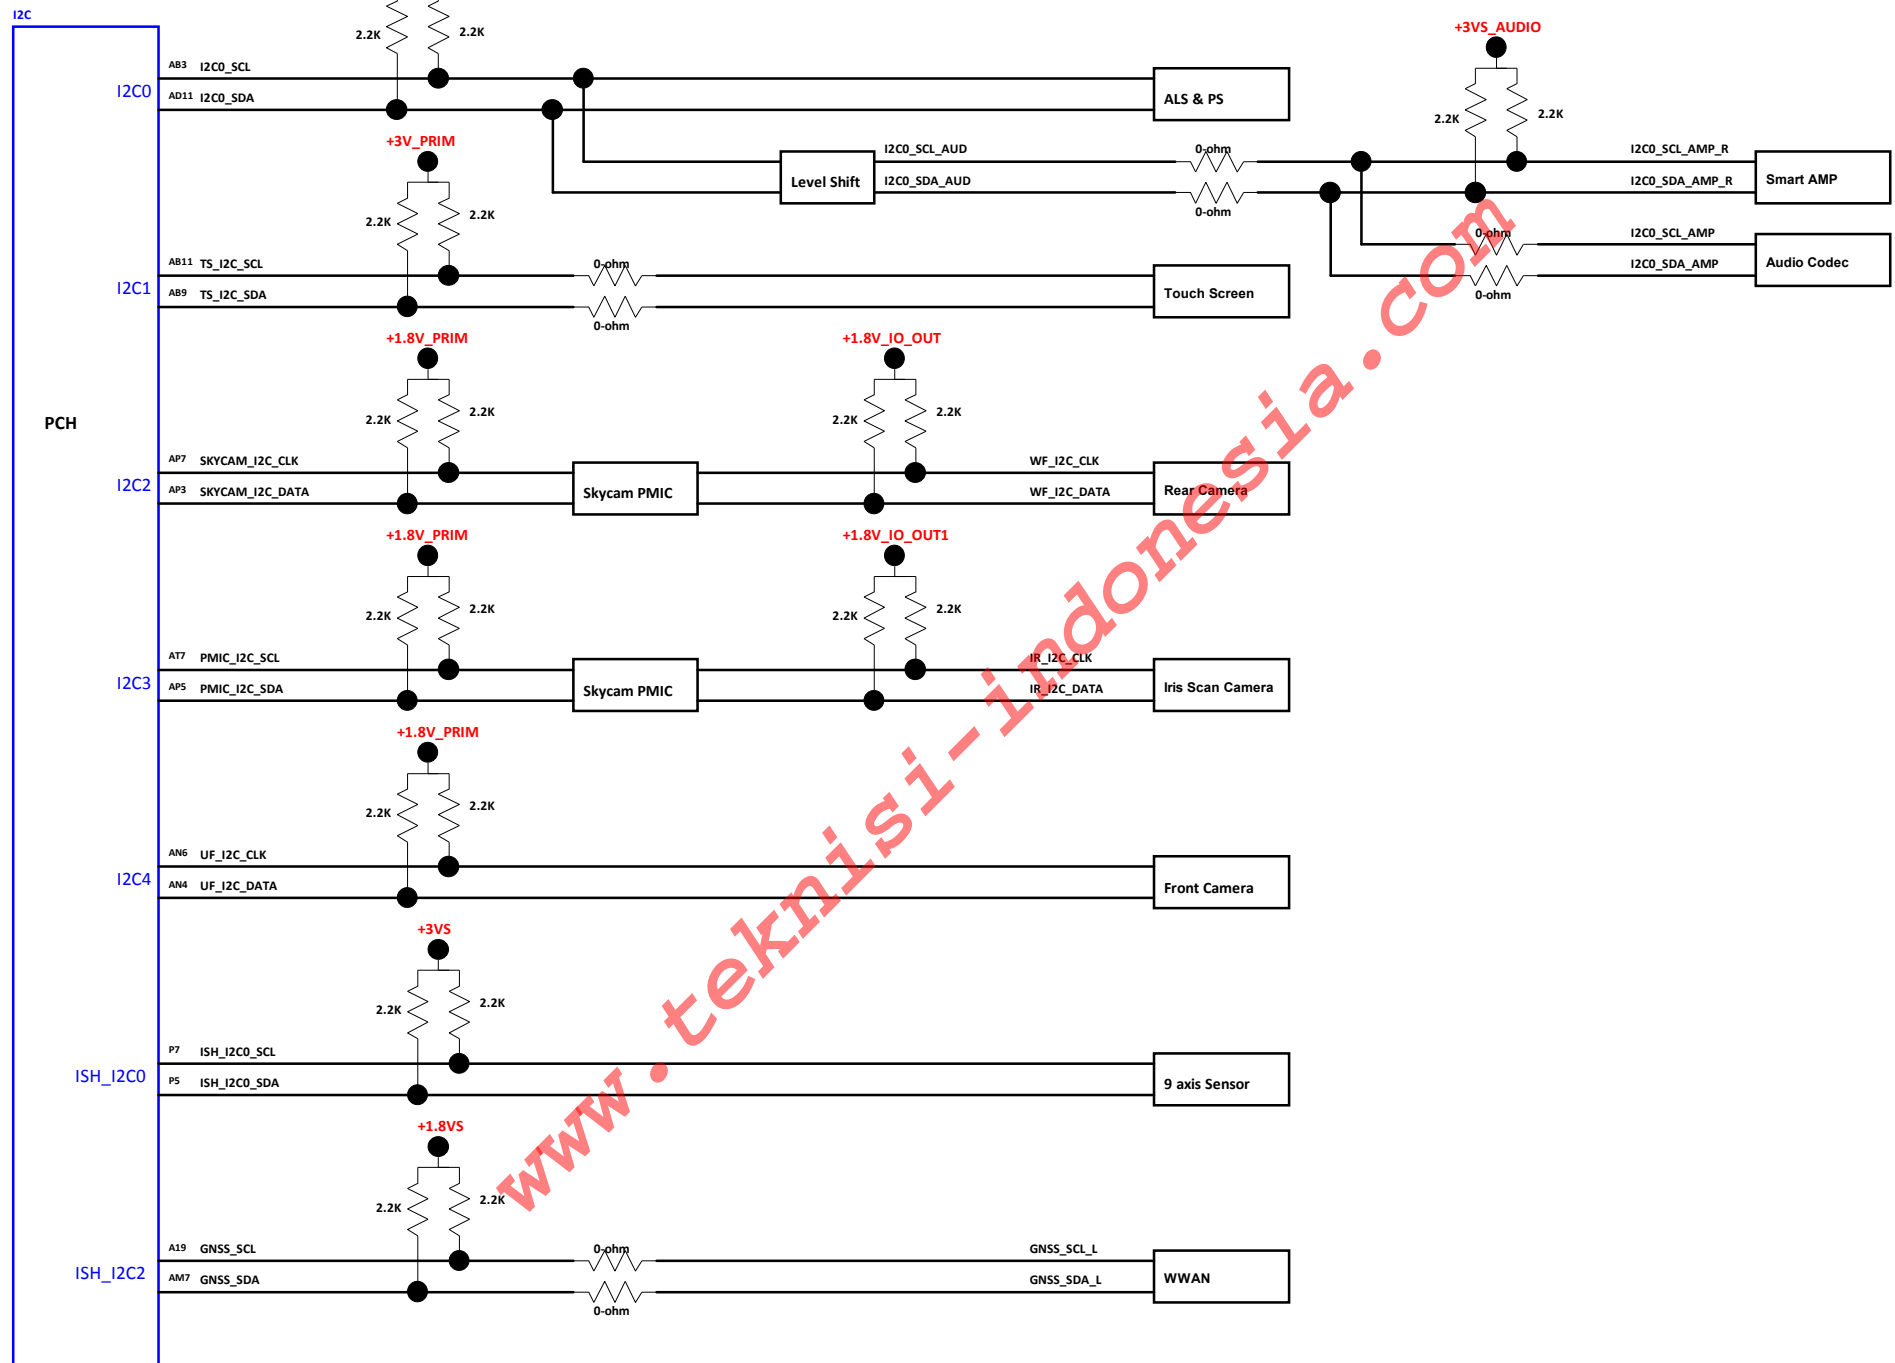 I2C
2.2K
2.2K
+3VS_AUDIO
AB3 I2C0_SCL
I2C0
AD11 I2C0_SDA
ALS & PS
2.2K
2.2K
+3V_PRIM
I2C0_SCL_AUD
0-ohm
I2C0_SCL_AMP_R
Level Shift
I2C0_SDA_AUD
I2C0_SDA_AMP_R
Smart AMP
0-ohm
2.2K
2.2K
0-ohm
I2C0_SCL_AMP
I2C0_SDA_AMP
Audio Codec
0-ohm
AB11 TS_I2C_SCL
0-ohm
I2C1
AB9 TS_I2C_SDA
Touch Screen
0-ohm
+1.8V_PRIM
+1.8V_IO_OUT
2.2K
2.2K
2.2K
2.2K
PCH
AP7 SKYCAM_I2C_CLK
WF_I2C_CLK
I2C2
AP3 SKYCAM_I2C_DATA
Skycam PMIC
WF_I2C_DATA
Rear Camera
+1.8V_PRIM
+1.8V_IO_OUT1
2.2K
2.2K
2.2K
2.2K
AT7 PMIC_I2C_SCL
IR_I2C_CLK
I2C3
AP5 PMIC_I2C_SDA
Skycam PMIC
IR_I2C_DATA
Iris Scan Camera
+1.8V_PRIM
2.2K
2.2K
AN6 UF_I2C_CLK
I2C4
AN4 UF_I2C_DATA
Front Camera
+3VS
2.2K
2.2K
P7 ISH_I2C0_SCL
ISH_I2C0
P5 ISH_I2C0_SDA
9 axis Sensor
+1.8VS
2.2K
2.2K
A19 GNSS_SCL
0-ohm
GNSS_SCL_L
ISH_I2C2
AM7 GNSS_SDA
GNSS_SDA_L
WWAN
0-ohm
www.teknisi-indonesia.com